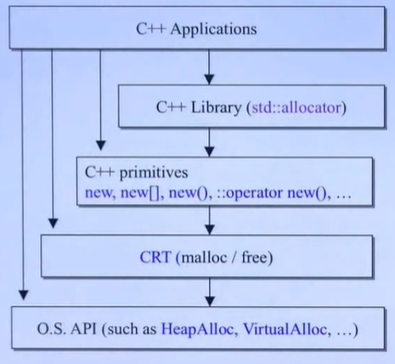 C++ Applications
C++ Library (std::allocator)
C++ primitives
new, new[], new(), ::operator new(), …
CRT (malloc / free)
O.S. API (such as HeapAlloc, VirtualAlloc, …)